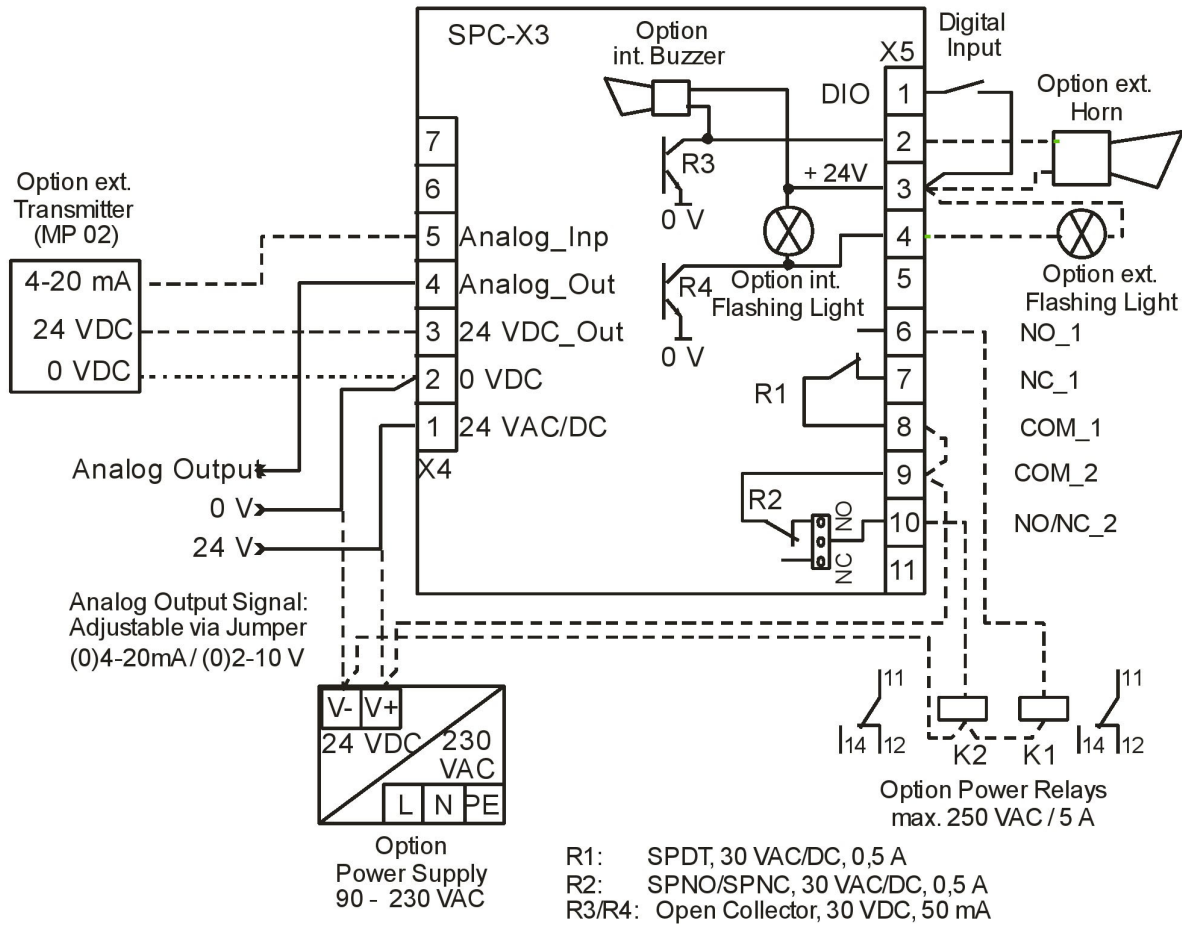 SPC-X3
Option
int. Buzzer
X5
Digital
Input
DIO
1
2
3
4
5
6
7
8
9
10
11
Option ext.
Horn
R3
+ 24V
0 V
R4
Option int.
Flashing Light
0 V
Option ext.
Flashing Light
NO_1
NC_1
COM_1
COM_2
NO/NC_2
R1
R2
NO
NC
7
6
5 Analog_Inp
4 Analog_Out
3 24 VDC_Out
2 0 VDC
1 24 VAC/DC
X4
Option ext.
Transmitter
(MP 02)
4-20 mA
24 VDC
0 VDC
Analog Output
0 V
24 V
Analog Output Signal:
Adjustable via Jumper
(0)4-20mA / (0)2-10 V
V- V+
24 VDC
230
VAC
L N PE
Option
Power Supply
90 - 230 VAC
11
14 12
K2 K1
11
14 12
Option Power Relays
max. 250 VAC / 5 A
R1: SPDT, 30 VAC/DC, 0,5 A
R2: SPNO/SPNC, 30 VAC/DC, 0,5 A
R3/R4: Open Collector, 30 VDC, 50 mA